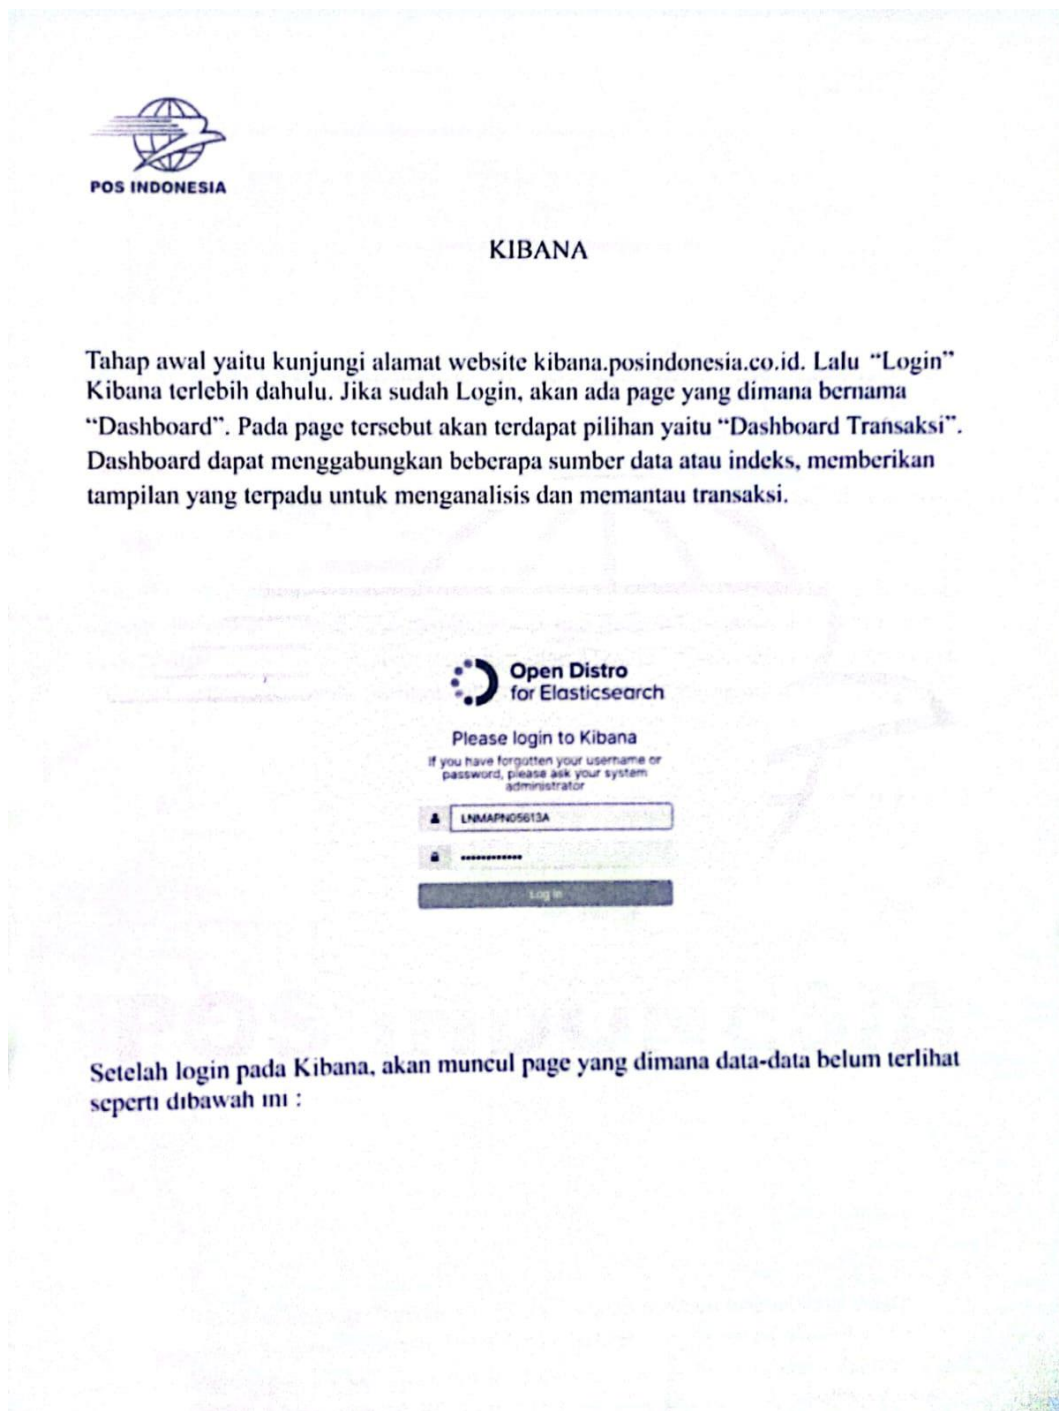 POS INDONESIA
KIBANA
Tahap awal yaitu kunjungi alamat website kibana.posindonesia.co.id. Lalu “Login”
Kibana terlebih dahulu. Jika sudah Login, akan ada page yang dimana bernama
“Dashboard”. Pada page tersebut akan terdapat pilihan yaitu “Dashboard Transaksi”.
Dashboard dapat menggabungkan beberapa sumber data atau indeks, memberikan
tampilan yang terpadu untuk menganalisis dan memantau transaksi.
Open Distro
for Elasticsearch
Please login to Kibana
If you have forgotten your username or
password, please ask your system
administrator
LNMAPN05613A
••••••••••••
Log in
Setelah login pada Kibana, akan muncul page yang dimana data-data belum terlihat
seperti dibawah ini :